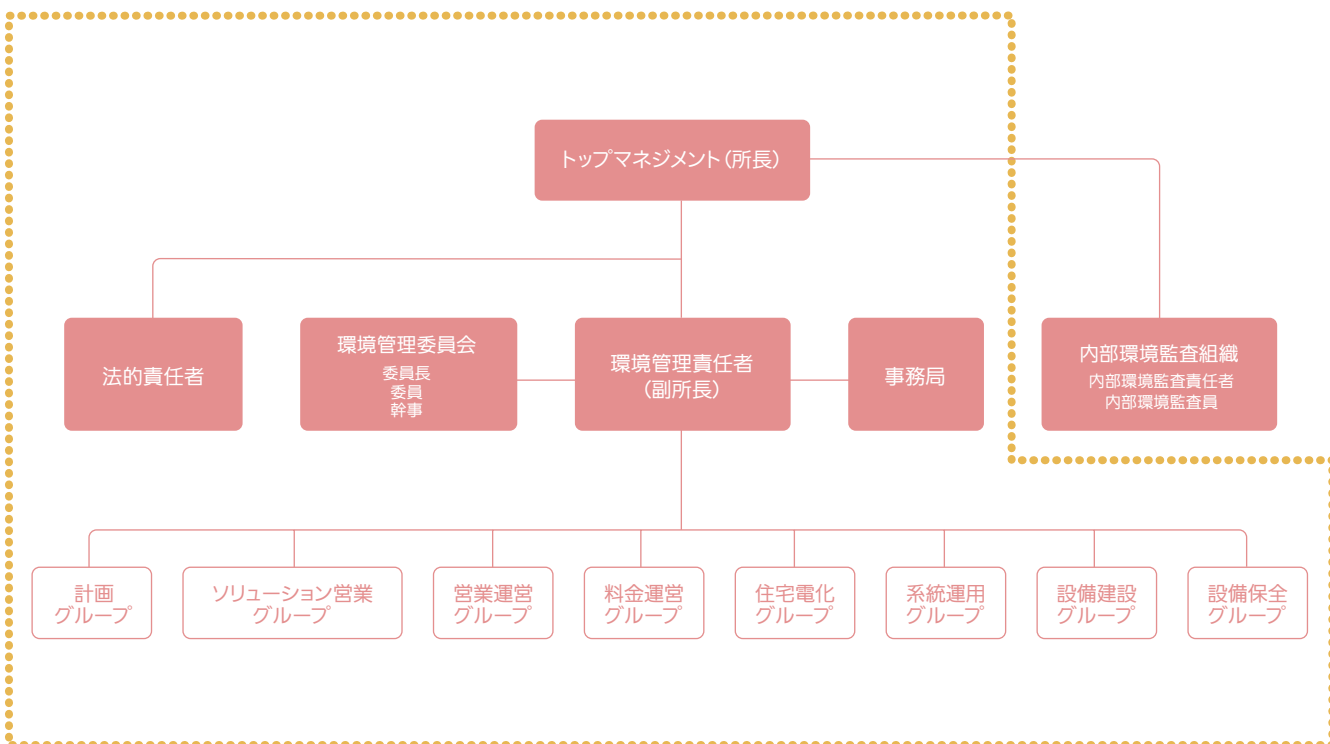 トップマネジメント（所長）
法的責任者
環境管理委員会
委員長
委員
幹事
環境管理責任者
（副所長）
事務局
内部環境監査組織
内部環境監査責任者
内部環境監査員
計画
グループ
ソリューション営業
グループ
営業運営
グループ
料金運営
グループ
住宅電化
グループ
系統運用
グループ
設備建設
グループ
設備保全
グループ